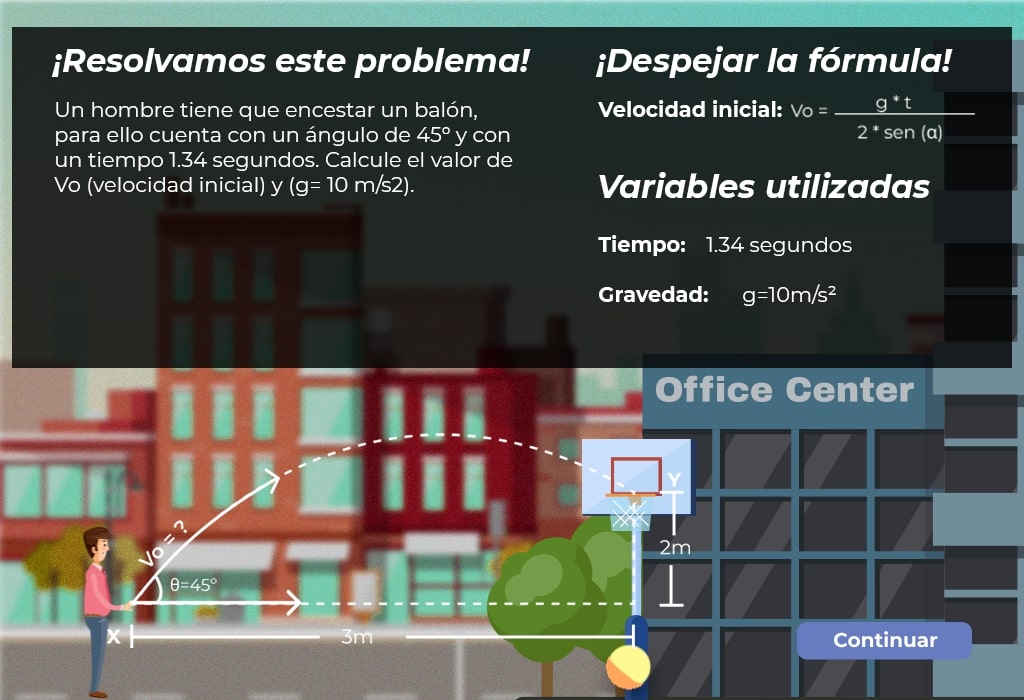 ¡Resolvamos este problema!
Un hombre tiene que encestar un balón,
para ello cuenta con un ángulo de 45º y con
un tiempo 1.34 segundos. Calcule el valor de
Vo (velocidad inicial) y (g= 10 m/s2).
¡Despejar la fórmula!
Velocidad inicial: Vo = g * t
2 * sen (α)
Variables utilizadas
Tiempo: 1.34 segundos
Gravedad: g=10m/s²
Office Center
Y
Vo = ?
2m
θ=45º
X
3m
Continuar